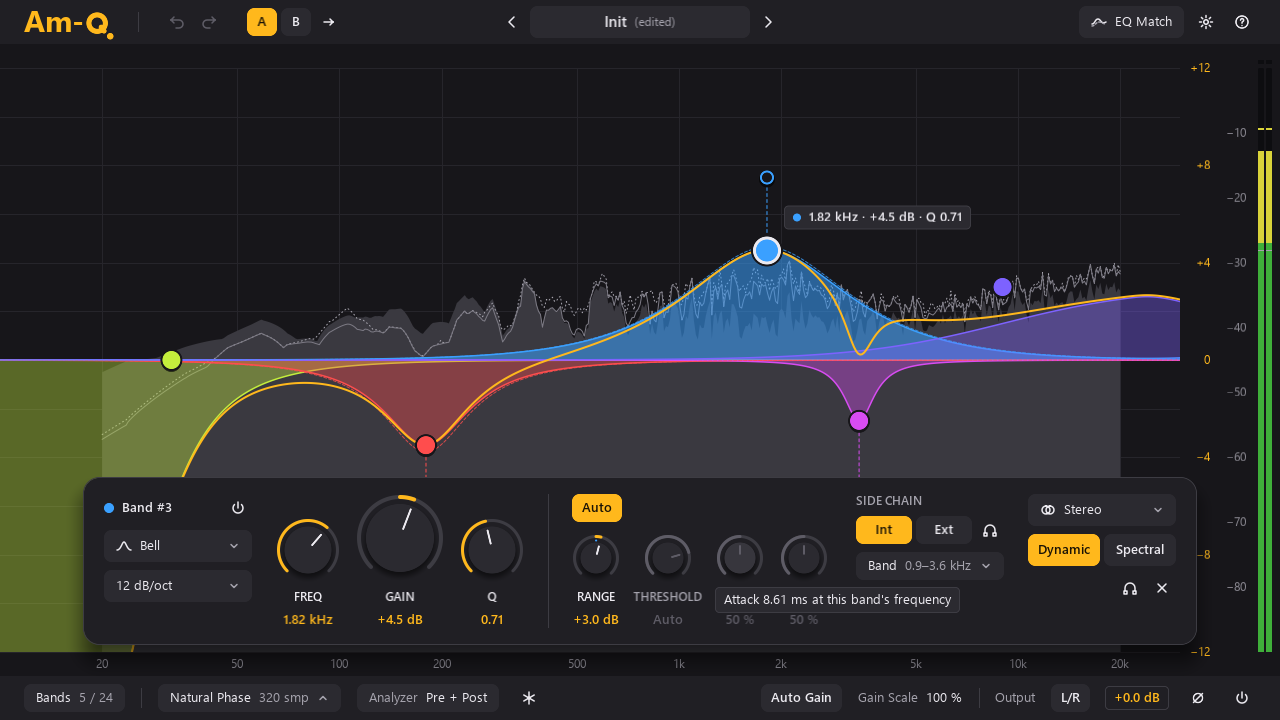 Am-Q
A
B
Init (edited)
EQ Match
+12
+8
+4
0
−4
−8
−12
−10
−20
−30
−40
−50
−60
−70
−80
1.82 kHz · +4.5 dB · Q 0.71
Band #3
Bell
12 dB/oct
FREQ
1.82 kHz
GAIN
+4.5 dB
Q
0.71
Auto
RANGE
+3.0 dB
THRESHOLD
Auto
Attack 8.61 ms at this band's frequency
50 %
50 %
SIDE CHAIN
Int
Ext
Band 0.9–3.6 kHz
Stereo
Dynamic
Spectral
20
50
100
200
500
1k
2k
5k
10k
20k
Bands 5 / 24
Natural Phase 320 smp
Analyzer Pre + Post
Auto Gain
Gain Scale 100 %
Output
L/R
+0.0 dB